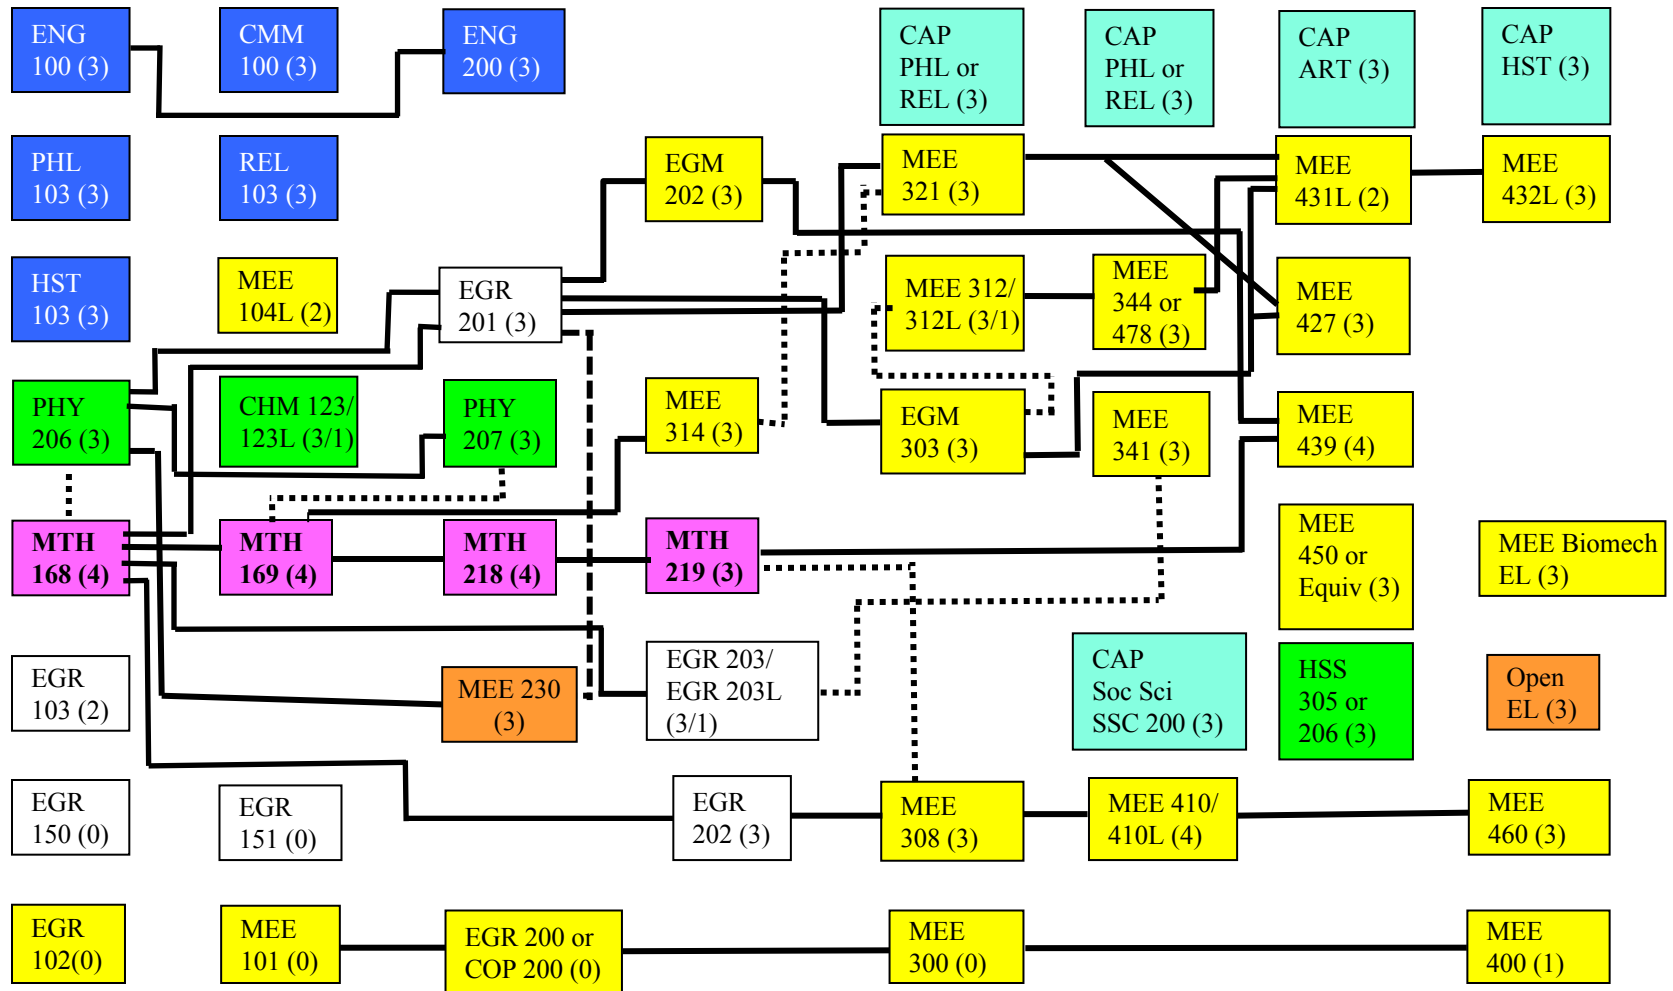 ENG
100 (3)
CMM
100 (3)
ENG
200 (3)
CAP
PHL or
REL (3)
CAP
PHL or
REL (3)
CAP
ART (3)
CAP
HST (3)
PHL
103 (3)
REL
103 (3)
EGM
202 (3)
MEE
321 (3)
MEE
431L (2)
MEE
432L (3)
HST
103 (3)
MEE
104L (2)
EGR
201 (3)
MEE 312/
312L (3/1)
MEE
344 or
478 (3)
MEE
427 (3)
PHY
206 (3)
CHM 123/
123L (3/1)
PHY
207 (3)
MEE
314 (3)
EGM
303 (3)
MEE
341 (3)
MEE
439 (4)
MTH
168 (4)
MTH
169 (4)
MTH
218 (4)
MTH
219 (3)
MEE
450 or
Equiv (3)
MEE Biomech
EL (3)
EGR
103 (2)
MEE 230
(3)
EGR 203/
EGR 203L
(3/1)
CAP
Soc Sci
SSC 200 (3)
HSS
305 or
206 (3)
Open
EL (3)
EGR
150 (0)
EGR
151 (0)
EGR
202 (3)
MEE
308 (3)
MEE 410/
410L (4)
MEE
460 (3)
EGR
102(0)
MEE
101 (0)
EGR 200 or
COP 200 (0)
MEE
300 (0)
MEE
400 (1)